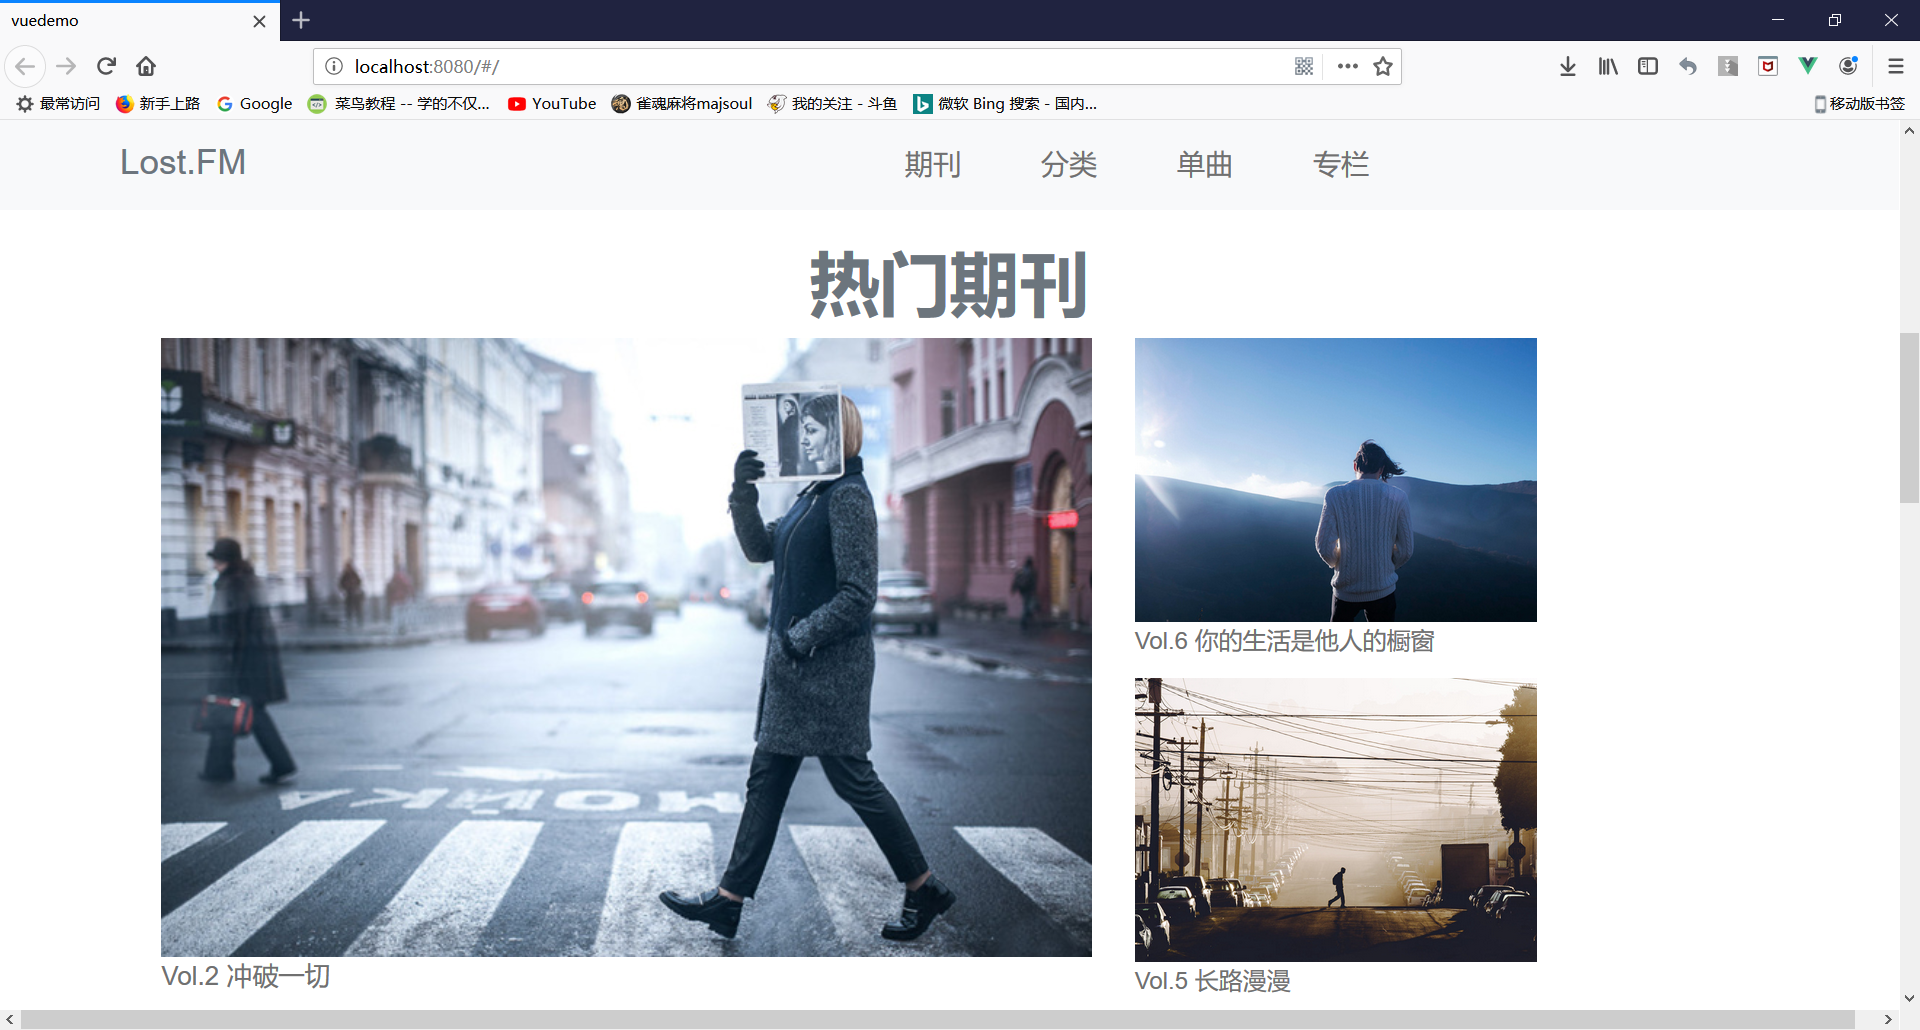 vuedemo
localhost:8080/#/
最常访问 新手上路 Google 菜鸟教程 -- 学的不仅... YouTube 雀魂麻将majsoul 我的关注 - 斗鱼 微软 Bing 搜索 - 国内... 移动版书签
Lost.FM 期刊 分类 单曲 专栏
热门期刊
Vol.6 你的生活是他人的橱窗
МОЙКА
Vol.2 冲破一切
Vol.5 长路漫漫